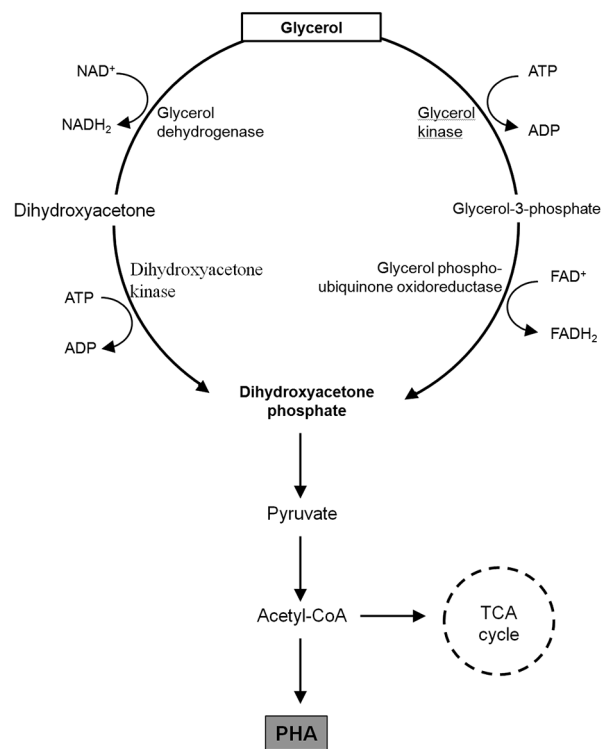 Glycerol
NAD⁺
NADH₂
Glycerol
dehydrogenase
Glycerol
kinase
ATP
ADP
Dihydroxyacetone
Glycerol-3-phosphate
Dihydroxyacetone
kinase
ATP
ADP
Glycerol phospho-
ubiquinone oxidoreductase
FAD⁺
FADH₂
Dihydroxyacetone
phosphate
Pyruvate
Acetyl-CoA
TCA
cycle
PHA